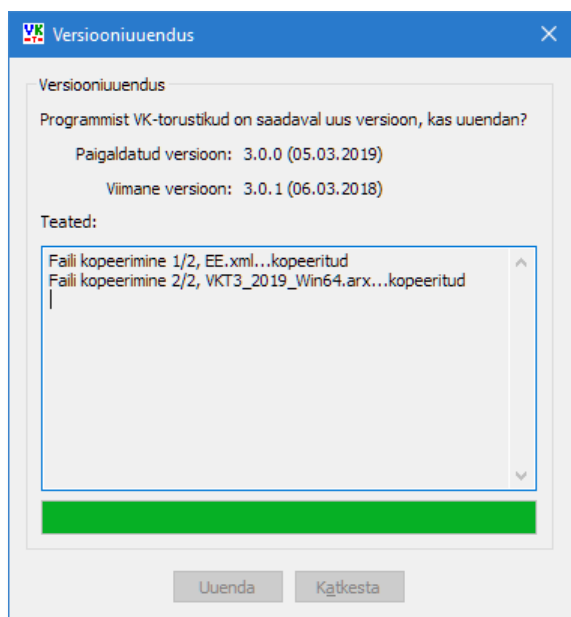 VK
-T-
Versiooniuuendus
Versiooniuuendus
Programmist VK-torustikud on saadaval uus versioon, kas uuendan?
Paigaldatud versioon: 3.0.0 (05.03.2019)
Viimane versioon: 3.0.1 (06.03.2018)
Teated:
Faili kopeerimine 1/2, EE.xml...kopeeritud
Faili kopeerimine 2/2, VKT3_2019_Win64.arx...kopeeritud
Uuenda Katkesta